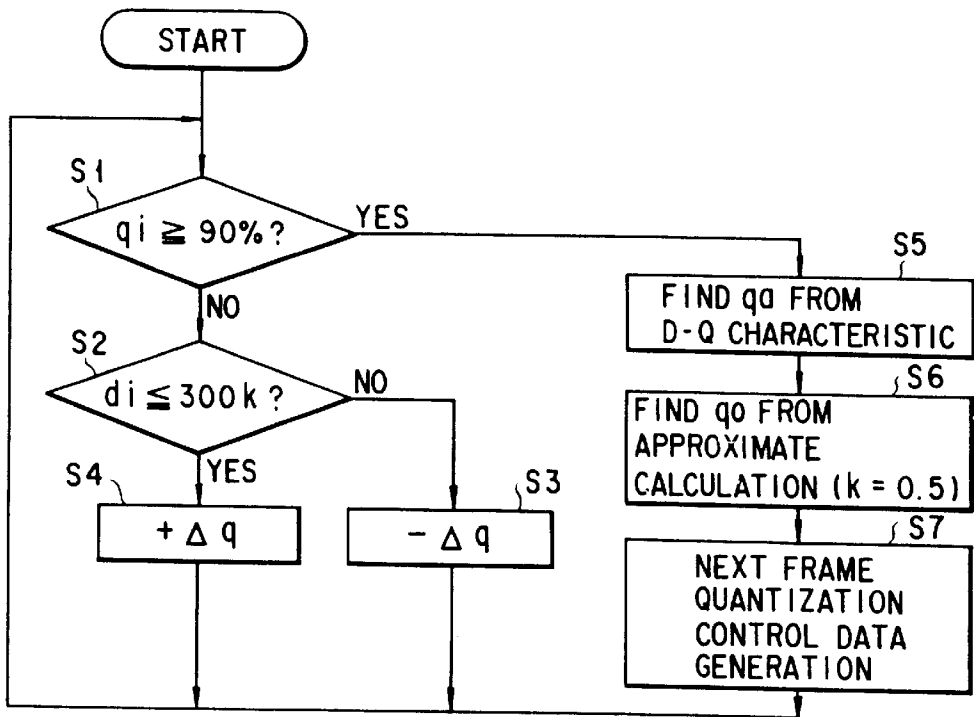 START
S1
qi ≧ 90%?
YES
NO
S2
di ≦ 300k?
NO
YES
S4
+ Δq
S3
- Δq
S5
FIND qa FROM
D-Q CHARACTERISTIC
S6
FIND qo FROM
APPROXIMATE
CALCULATION (k = 0.5)
S7
NEXT FRAME
QUANTIZATION
CONTROL DATA
GENERATION